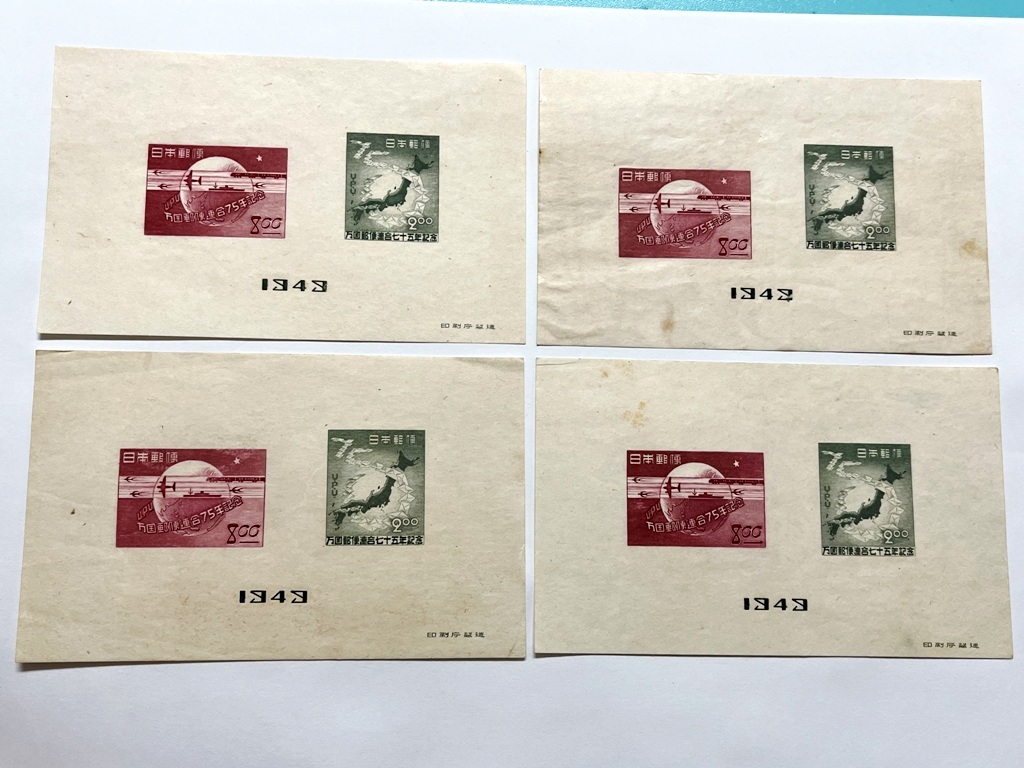 日本郵便
UPU
万国郵便連合75年記念
8.00
日本郵便
UPU
2.00
万国郵便連合七十五年記念
1949
印刷庁製造
日本郵便
UPU
万国郵便連合75年記念
8.00
日本郵便
UPU
2.00
万国郵便連合七十五年記念
1949
印刷庁製造
日本郵便
UPU
万国郵便連合75年記念
8.00
日本郵便
UPU
2.00
万国郵便連合七十五年記念
1949
印刷庁製造
日本郵便
UPU
万国郵便連合75年記念
8.00
日本郵便
UPU
2.00
万国郵便連合七十五年記念
1949
印刷庁製造